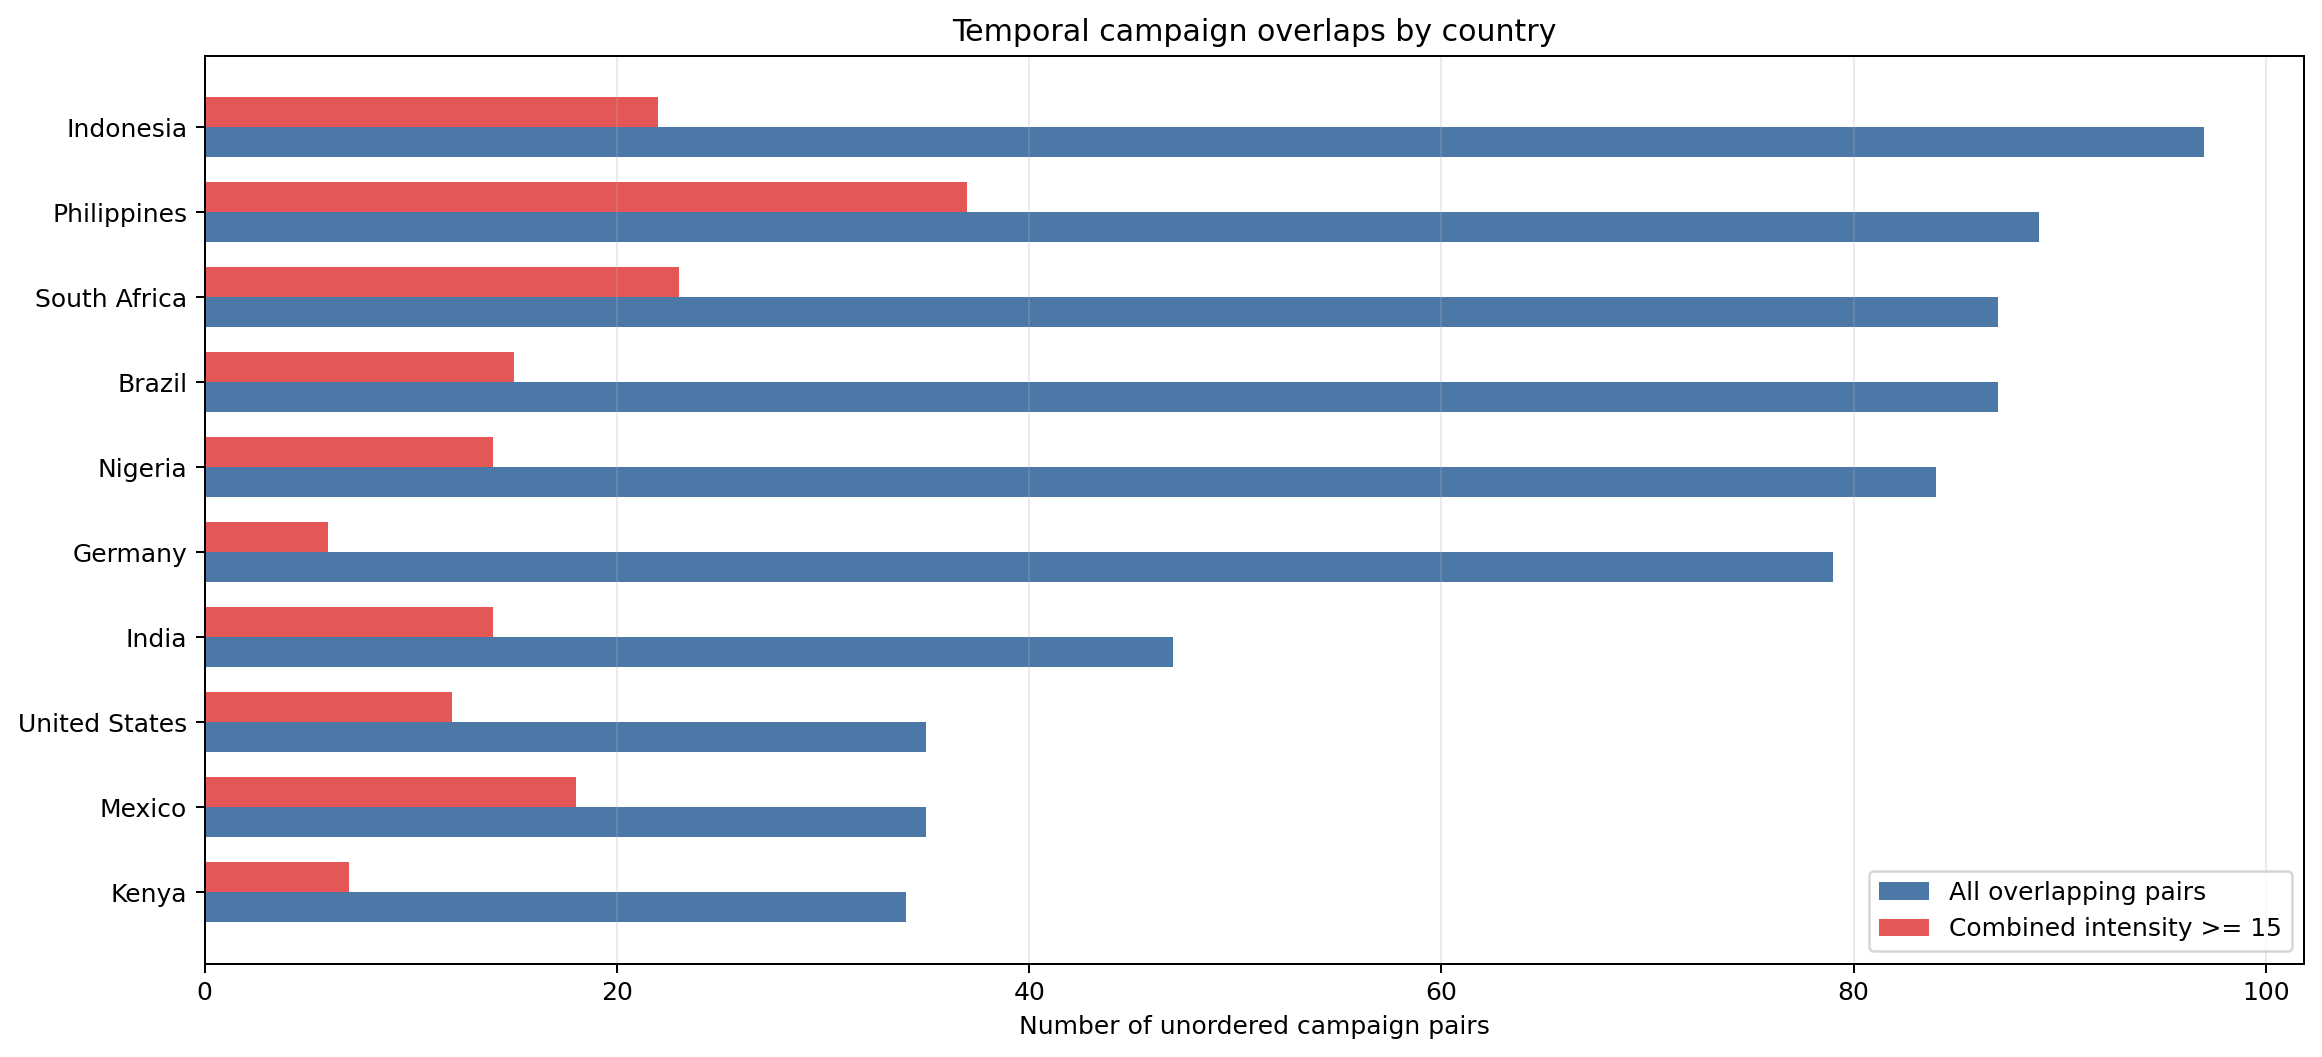 Temporal campaign overlaps by country
Indonesia
Philippines
South Africa
Brazil
Nigeria
Germany
India
United States
Mexico
Kenya
All overlapping pairs
Combined intensity >= 15
0 20 40 60 80 100
Number of unordered campaign pairs